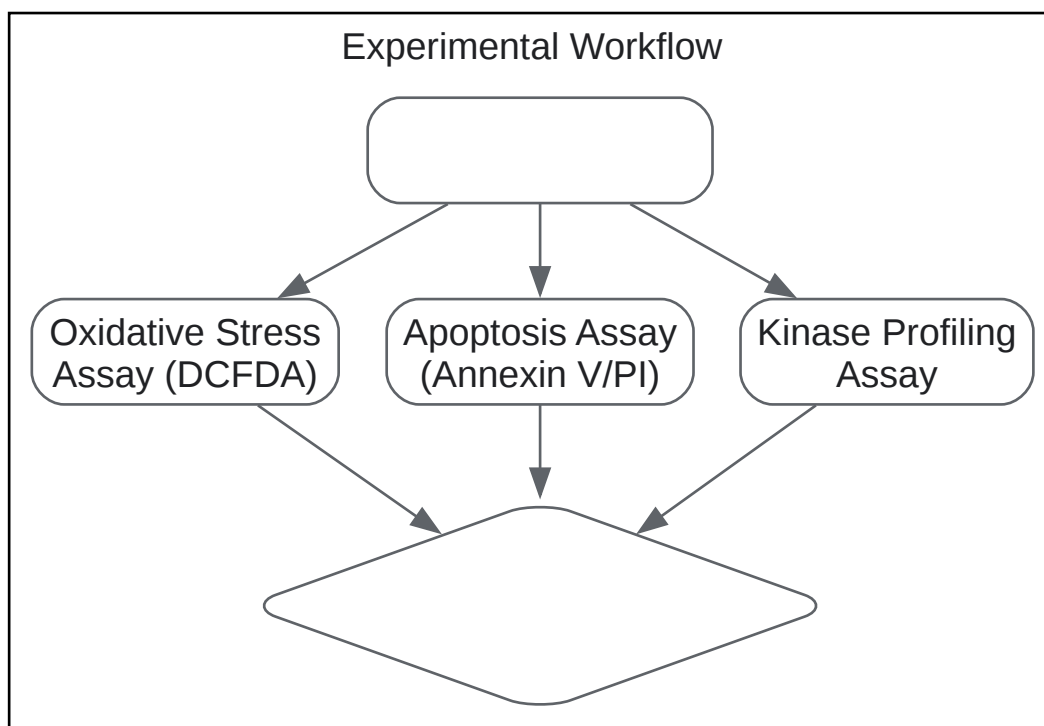 Experimental Workflow
Oxidative Stress
Assay (DCFDA)
Apoptosis Assay
(Annexin V/PI)
Kinase Profiling
Assay